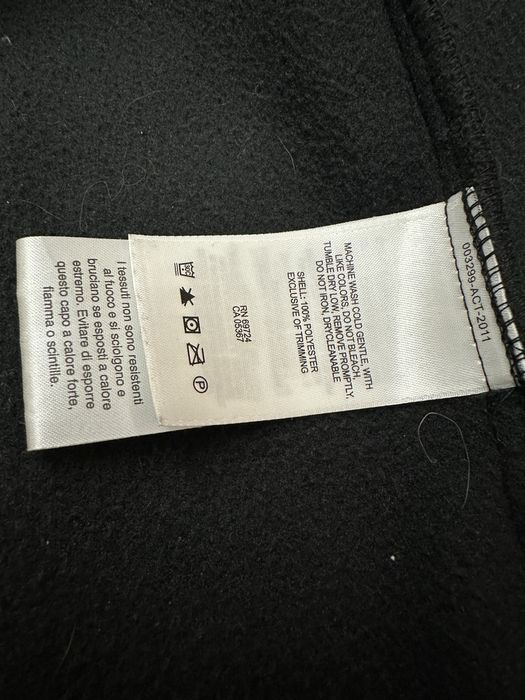 003299-ACT-2011
MACHINE WASH COLD GENTLE, WITH
LIKE COLORS, DO NOT BLEACH,
TUMBLE DRY LOW, REMOVE PROMPTLY,
DO NOT IRON, DRYCLEANABLE
SHELL: 100% POLYESTER
EXCLUSIVE OF TRIMMING
RN 69724
CA 05367
P
I tessuti non sono resistenti
al fuoco e si sciolgono e
bruciano se esposti a calore
estremo. Evitare di esporre
questo capo a calore forte,
fiamma o scintille.